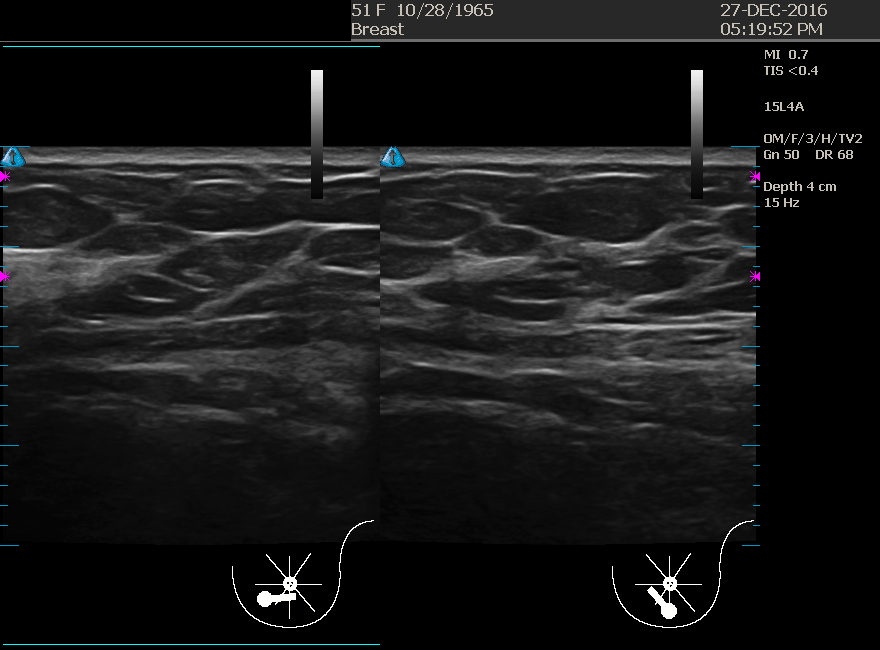 51 F 10/28/1965
27-DEC-2016
Breast
05:19:52 PM
MI 0.7
TIS <0.4
15L4A
OM/F/3/H/TV2
Gn 50 DR 68
Depth 4 cm
15 Hz